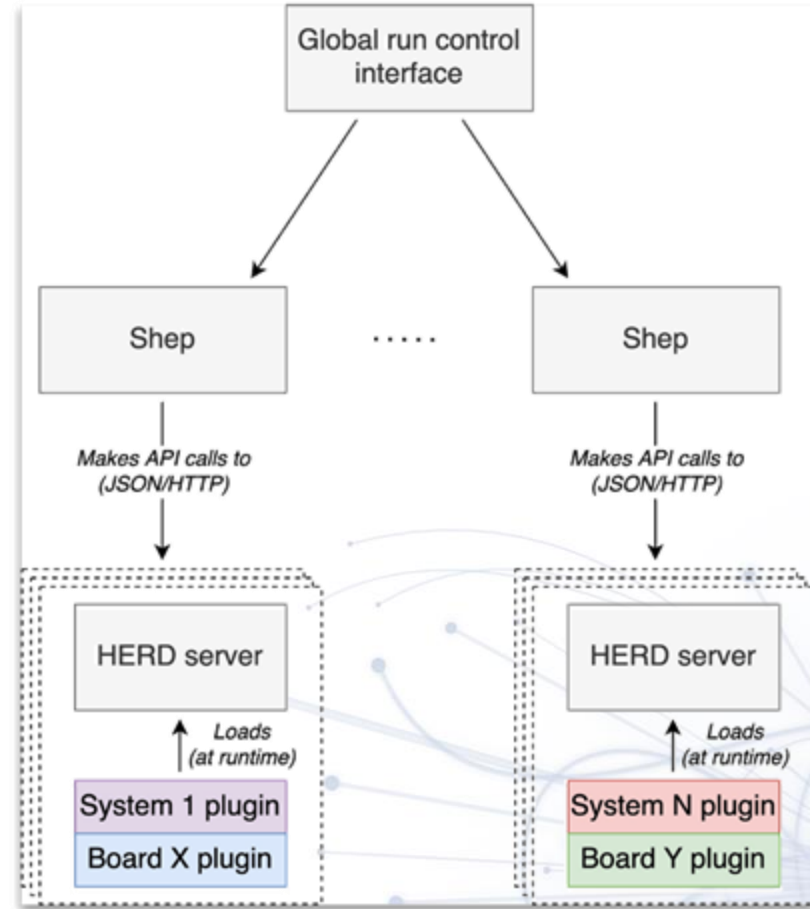 Global run control
interface
Shep
.....
Shep
Makes API calls to
(JSON/HTTP)
Makes API calls to
(JSON/HTTP)
HERD server
HERD server
Loads
(at runtime)
Loads
(at runtime)
System 1 plugin
Board X plugin
System N plugin
Board Y plugin